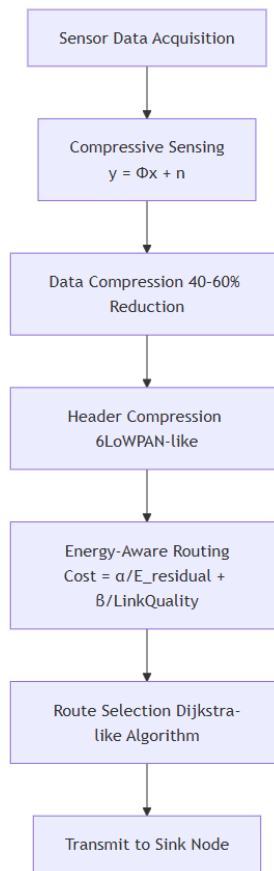 Sensor Data Acquisition
Compressive Sensing
y = Φx + n
Data Compression 40-60%
Reduction
Header Compression
6LoWPAN-like
Energy-Aware Routing
Cost = α/E_residual +
β/LinkQuality
Route Selection Dijkstra-
like Algorithm
Transmit to Sink Node